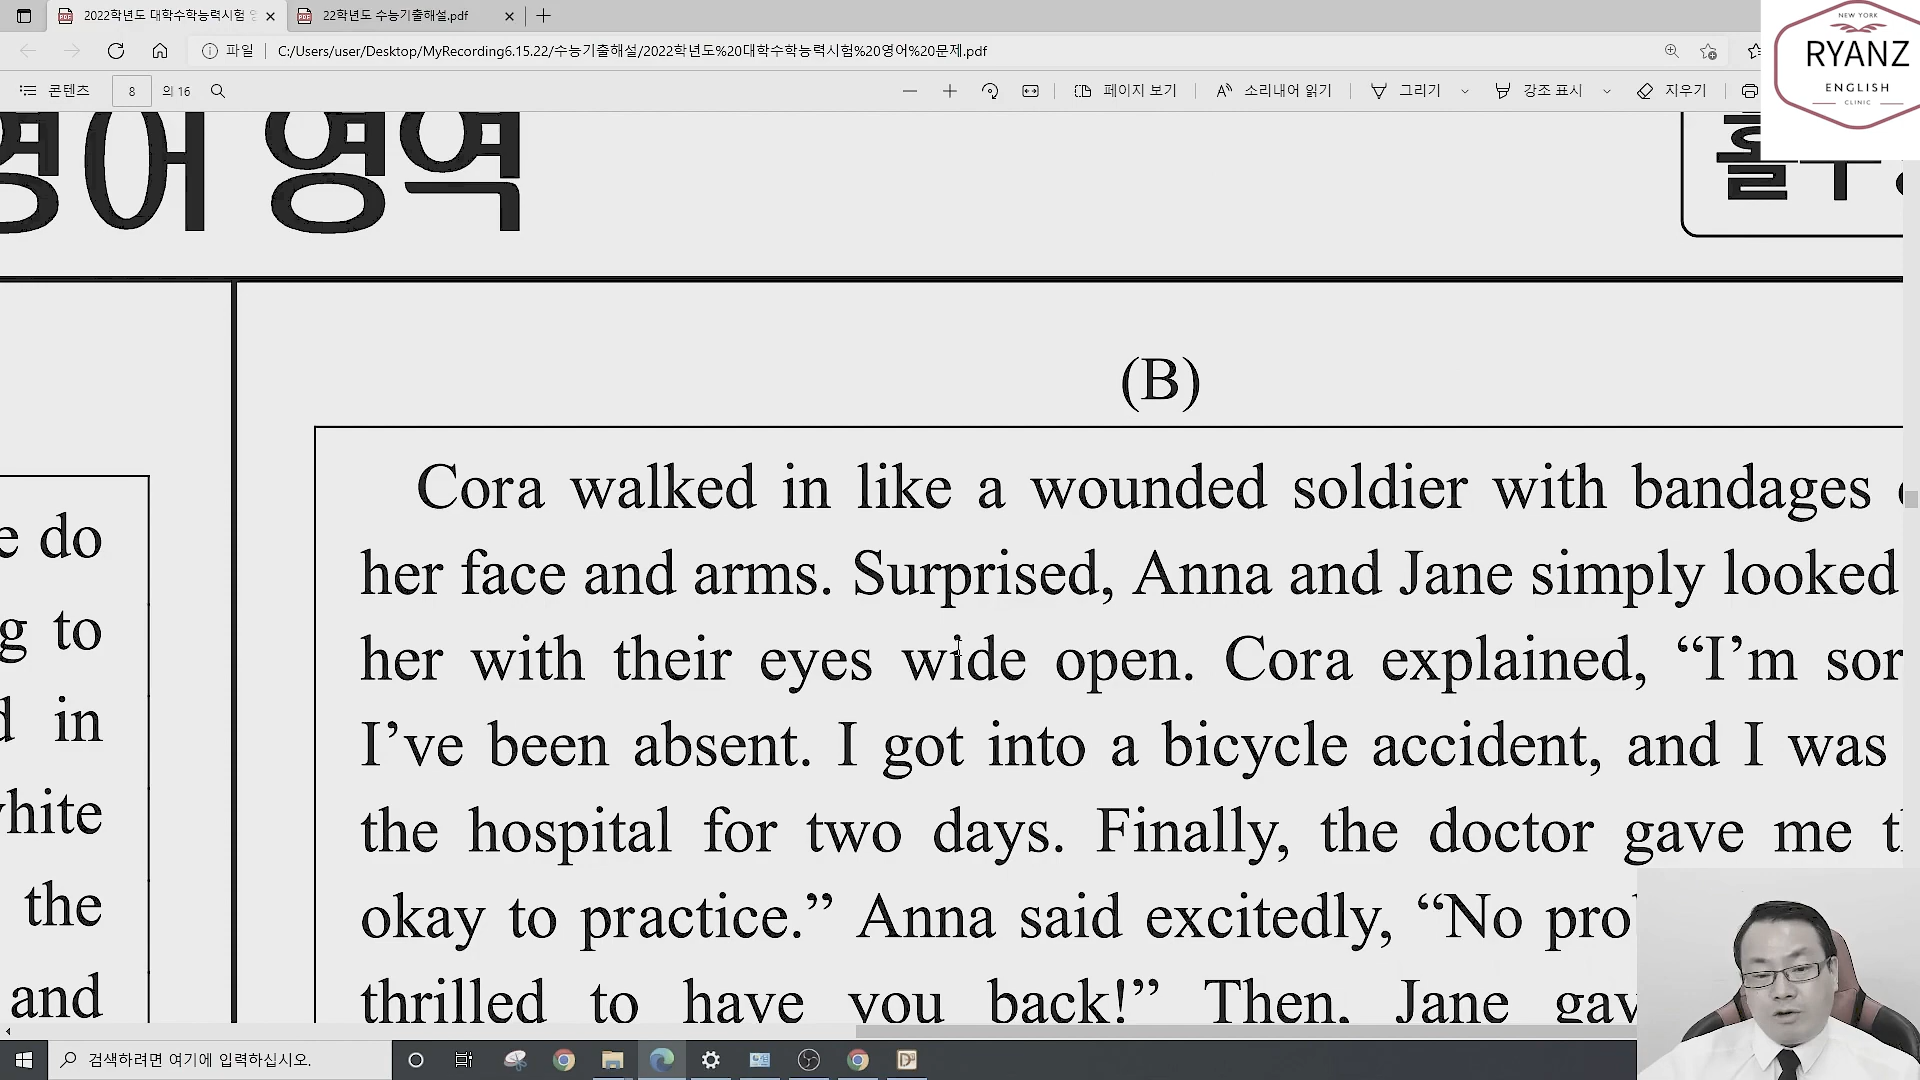 2022학년도 대학수학능력시험 영
22학년도 수능기출해설.pdf
파일
C:/Users/user/Desktop/MyRecording6.15.22/수능기출해설/2022학년도%20대학수학능력시험%20영어%20문제.pdf
콘텐츠
8
의 16
페이지 보기
소리내어 읽기
그리기
강조 표시
지우기
NEW YORK
RYANZ
ENGLISH
CLINIC
영어 영역
홀수
(B)
e do
g to
d in
hite
the
and
Cora walked in like a wounded soldier with bandages
her face and arms. Surprised, Anna and Jane simply looked
her with their eyes wide open. Cora explained, “I’m sor
I’ve been absent. I got into a bicycle accident, and I was
the hospital for two days. Finally, the doctor gave me t
okay to practice.” Anna said excitedly, “No pro
thrilled to have you back!” Then, Jane gav
검색하려면 여기에 입력하십시오.